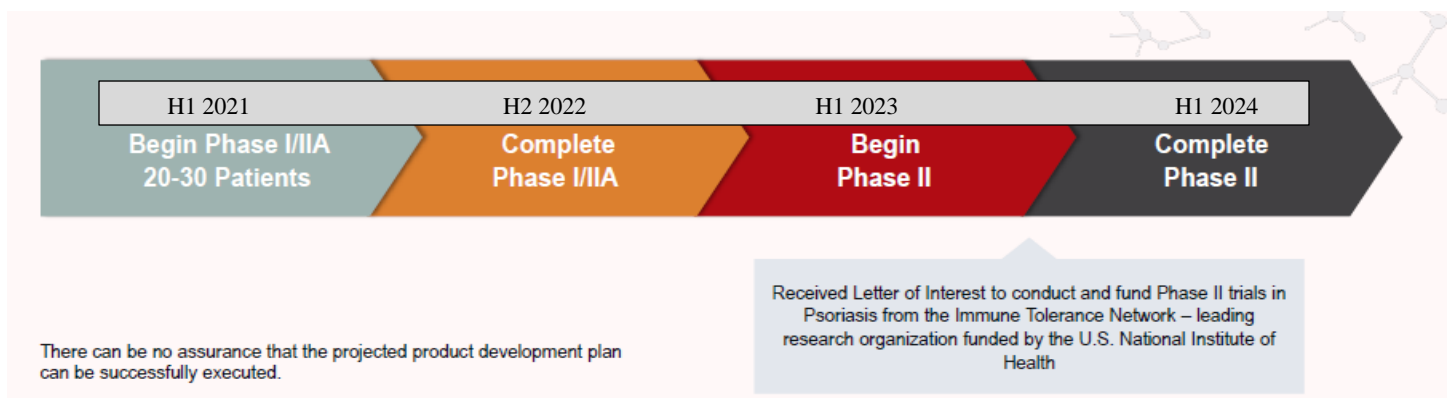 H1 2021 H2 2022 H1 2023 H1 2024
Begin Phase I/IIA
20-30 Patients
Complete
Phase I/IIA
Begin
Phase II
Complete
Phase II
Received Letter of Interest to conduct and fund Phase II trials in
Psoriasis from the Immune Tolerance Network – leading
research organization funded by the U.S. National Institute of
Health
There can be no assurance that the projected product development plan
can be successfully executed.